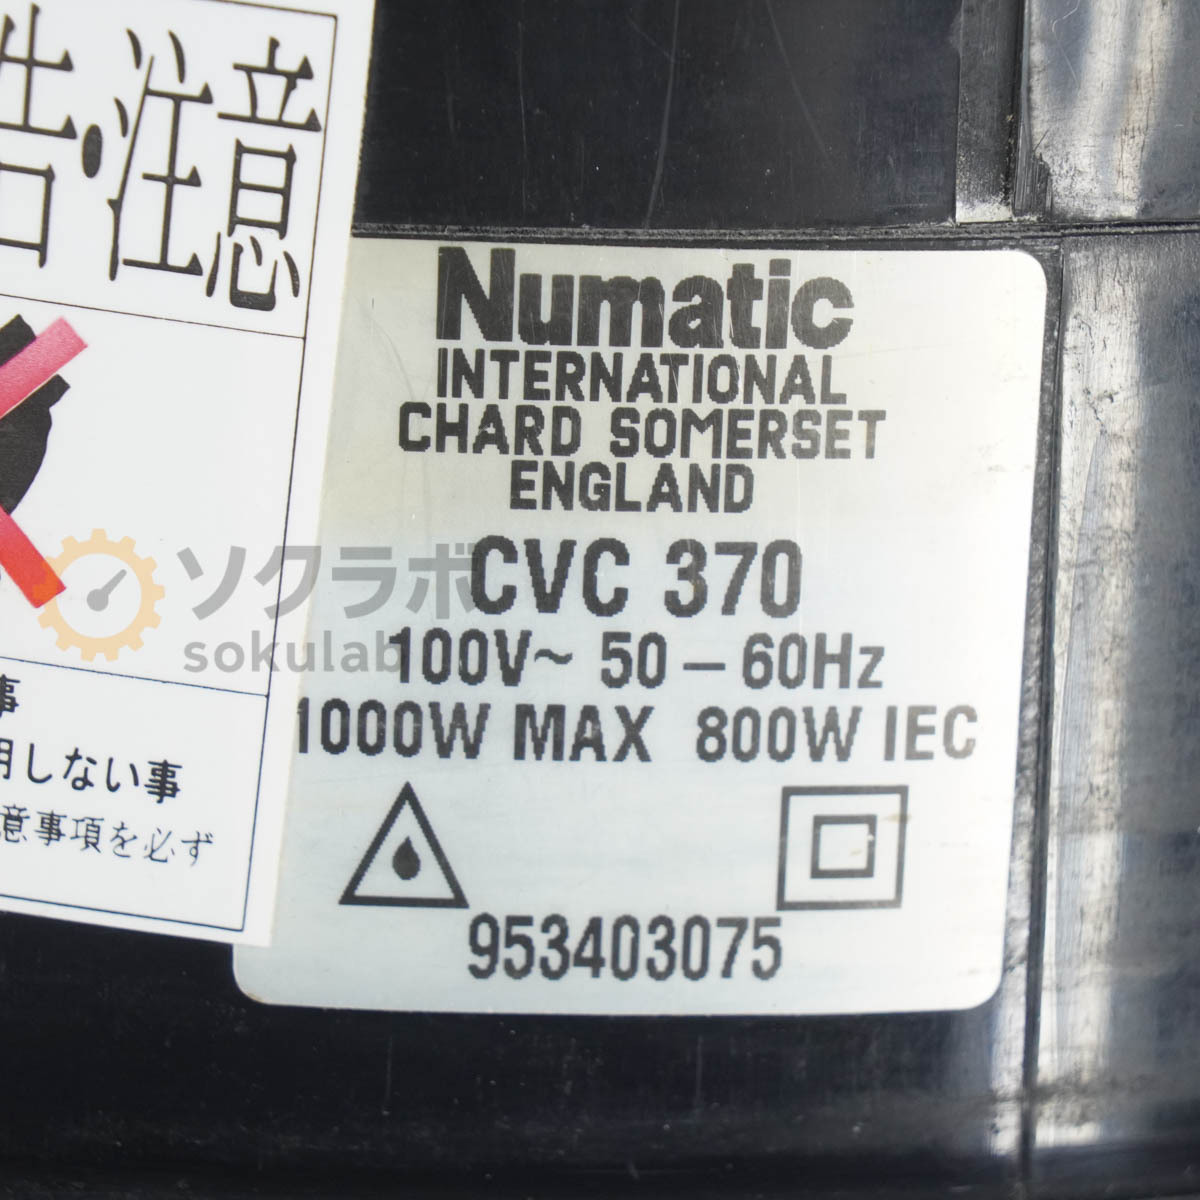 告・注意
Numatic
INTERNATIONAL
CHARD SOMERSET
ENGLAND
CVC 370
100V~ 50 – 60Hz
1000W MAX 800W IEC
953403075
ソクラボ
sokulab
事
用しない事
意事項を必ず